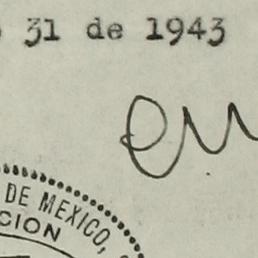 31 de 1943
DE MEXICO,
CION